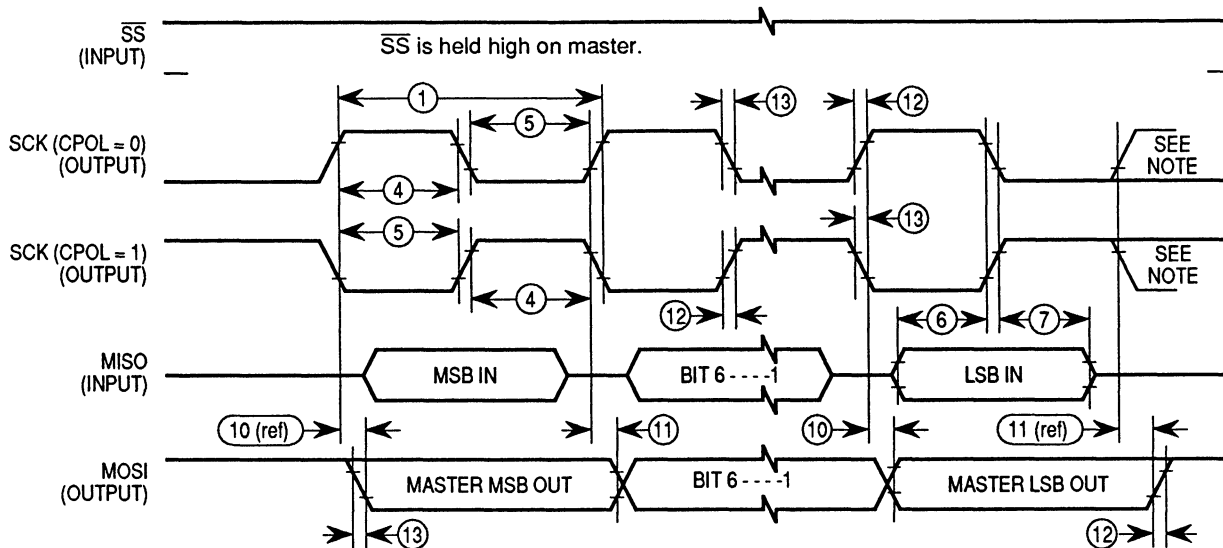 S̅S̅
(INPUT)
S̅S̅ is held high on master.
1
13
12
5
SCK (CPOL = 0)
(OUTPUT)
SEE
NOTE
4
5
13
SCK (CPOL = 1)
(OUTPUT)
SEE
NOTE
4
12
6
7
MISO
(INPUT)
MSB IN
BIT 6 - - - - 1
LSB IN
10 (ref)
11
10
11 (ref)
MOSI
(OUTPUT)
MASTER MSB OUT
BIT 6 - - - - -1
MASTER LSB OUT
13
12